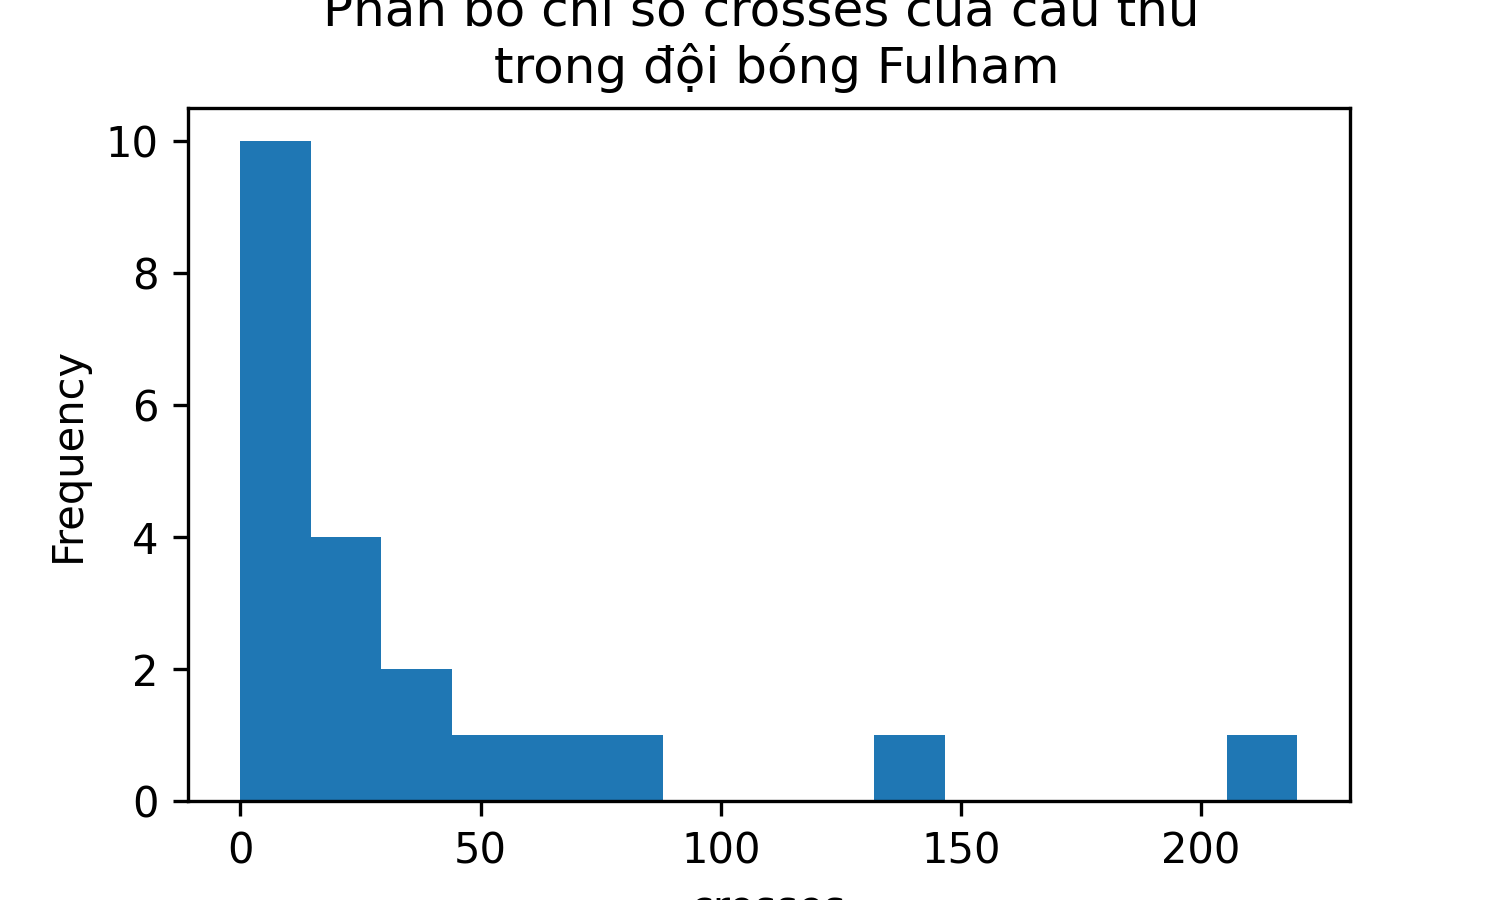 Phân bố chỉ số crosses của cầu thủ
trong đội bóng Fulham
10
8
6
4
2
0
Frequency
0 50 100 150 200
crosses